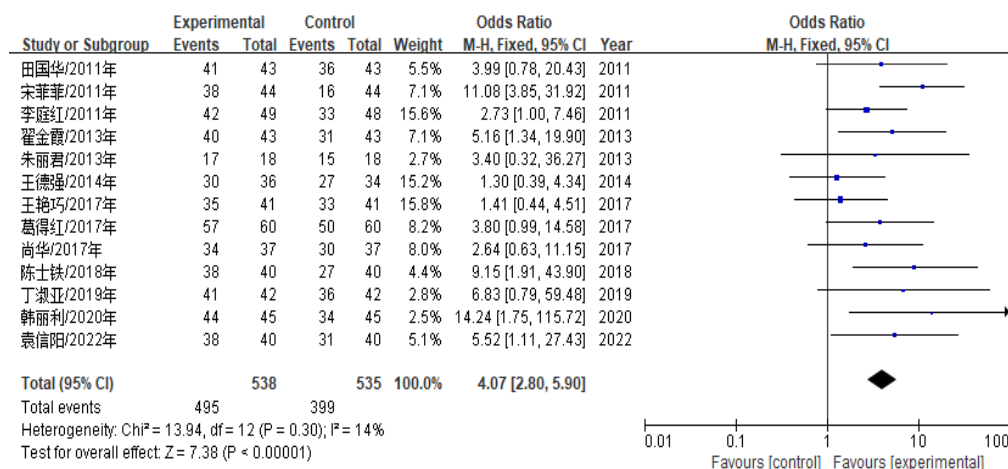 Experimental Control Odds Ratio Odds Ratio
Study or Subgroup Events Total Events Total Weight M-H, Fixed, 95% CI Year M-H, Fixed, 95% CI
田国华/2011年 41 43 36 43 5.5% 3.99 [0.78, 20.43] 2011
宋菲菲/2011年 38 44 16 44 7.1% 11.08 [3.85, 31.92] 2011
李庭红/2011年 42 49 33 48 15.6% 2.73 [1.00, 7.46] 2011
翟金霞/2013年 40 43 31 43 7.1% 5.16 [1.34, 19.90] 2013
朱丽君/2013年 17 18 15 18 2.7% 3.40 [0.32, 36.27] 2013
王德强/2014年 30 36 27 34 15.2% 1.30 [0.39, 4.34] 2014
王艳巧/2017年 35 41 33 41 15.8% 1.41 [0.44, 4.51] 2017
葛得红/2017年 57 60 50 60 8.2% 3.80 [0.99, 14.58] 2017
尚华/2017年 34 37 30 37 8.0% 2.64 [0.63, 11.15] 2017
陈士铁/2018年 38 40 27 40 4.4% 9.15 [1.91, 43.90] 2018
丁淑亚/2019年 41 42 36 42 2.8% 6.83 [0.79, 59.48] 2019
韩丽利/2020年 44 45 34 45 2.5% 14.24 [1.75, 115.72] 2020
袁信阳/2022年 38 40 31 40 5.1% 5.52 [1.11, 27.43] 2022
Total (95% CI) 538 535 100.0% 4.07 [2.80, 5.90]
Total events 495 399
Heterogeneity: Chi² = 13.94, df = 12 (P = 0.30); I² = 14%
Test for overall effect: Z = 7.38 (P < 0.00001)
0.01 0.1 1 10 100
Favours [control] Favours [experimental]